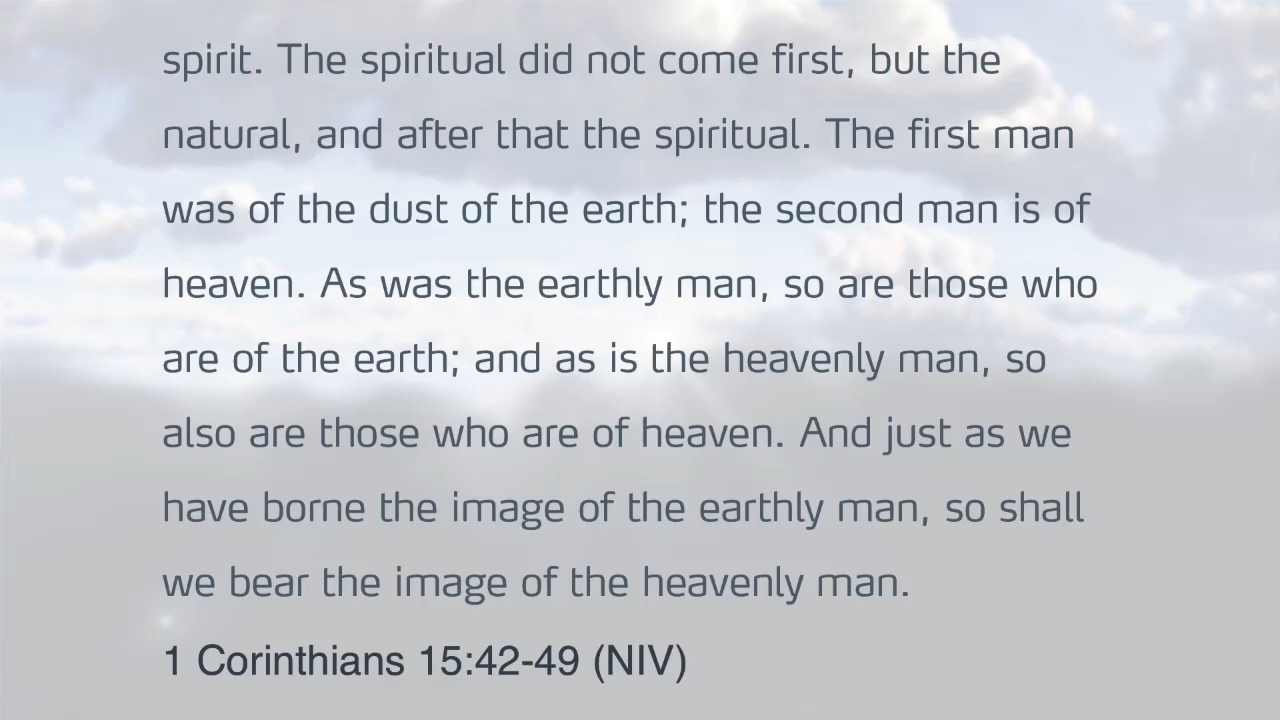 spirit. The spiritual did not come first, but the
natural, and after that the spiritual. The first man
was of the dust of the earth; the second man is of
heaven. As was the earthly man, so are those who
are of the earth; and as is the heavenly man, so
also are those who are of heaven. And just as we
have borne the image of the earthly man, so shall
we bear the image of the heavenly man.
1 Corinthians 15:42-49 (NIV)